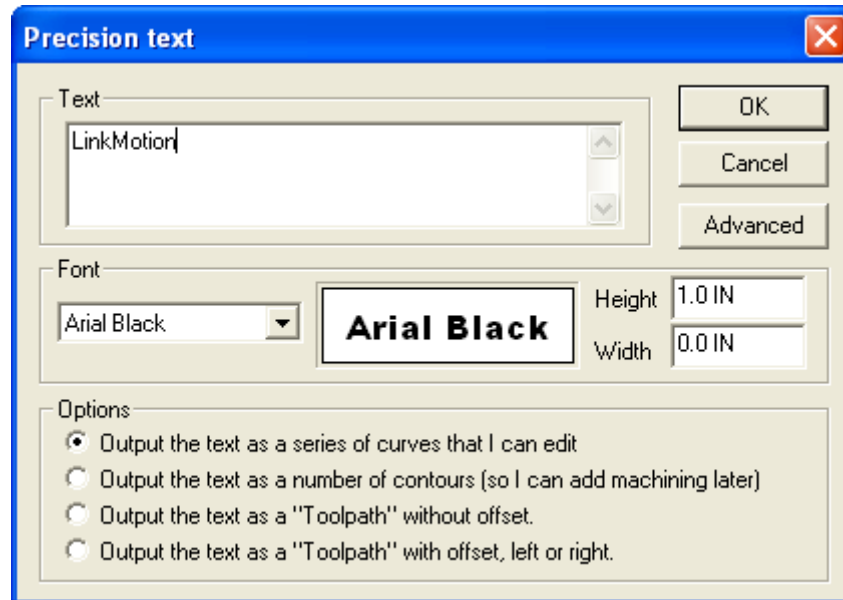 Precision text
Text
LinkMotion
OK
Cancel
Advanced
Font
Arial Black
Arial Black
Height 1.0 IN
Width 0.0 IN
Options
Output the text as a series of curves that I can edit
Output the text as a number of contours (so I can add machining later)
Output the text as a "Toolpath" without offset.
Output the text as a "Toolpath" with offset, left or right.